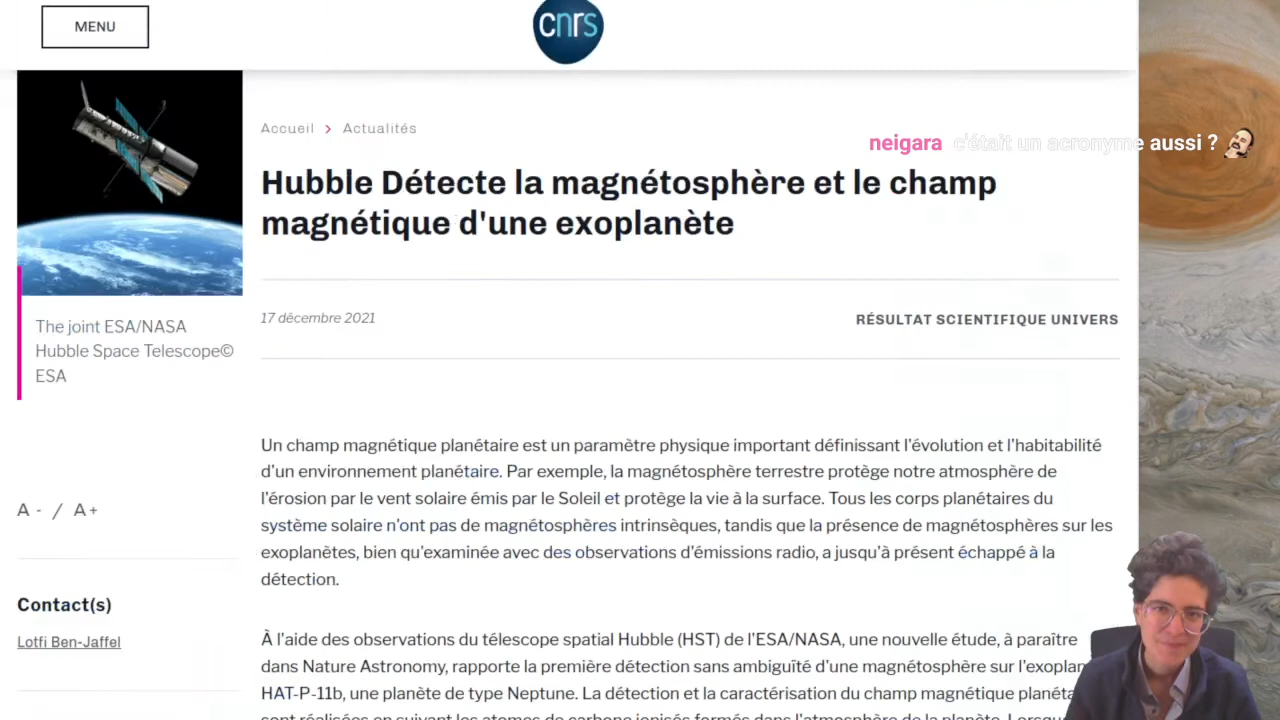 MENU
cnrs
Accueil > Actualités
neigara c'était un acronyme aussi ?
Hubble Détecte la magnétosphère et le champ
magnétique d'une exoplanète
The joint ESA/NASA
Hubble Space Telescope©
ESA
17 décembre 2021
RÉSULTAT SCIENTIFIQUE UNIVERS
Un champ magnétique planétaire est un paramètre physique important définissant l'évolution et l'habitabilité
d'un environnement planétaire. Par exemple, la magnétosphère terrestre protège notre atmosphère de
l'érosion par le vent solaire émis par le Soleil et protège la vie à la surface. Tous les corps planétaires du
système solaire n'ont pas de magnétosphères intrinsèques, tandis que la présence de magnétosphères sur les
exoplanètes, bien qu'examinée avec des observations d'émissions radio, a jusqu'à présent échappé à la
détection.
A - / A+
Contact(s)
Lotfi Ben-Jaffel
À l'aide des observations du télescope spatial Hubble (HST) de l'ESA/NASA, une nouvelle étude, à paraître
dans Nature Astronomy, rapporte la première détection sans ambiguïté d'une magnétosphère sur l'exoplan
HAT-P-11b, une planète de type Neptune. La détection et la caractérisation du champ magnétique planéta
sont réalisées en suivant les atomes de carbone ionisés formés dans l'atmosphère de la planète. Lorsqu